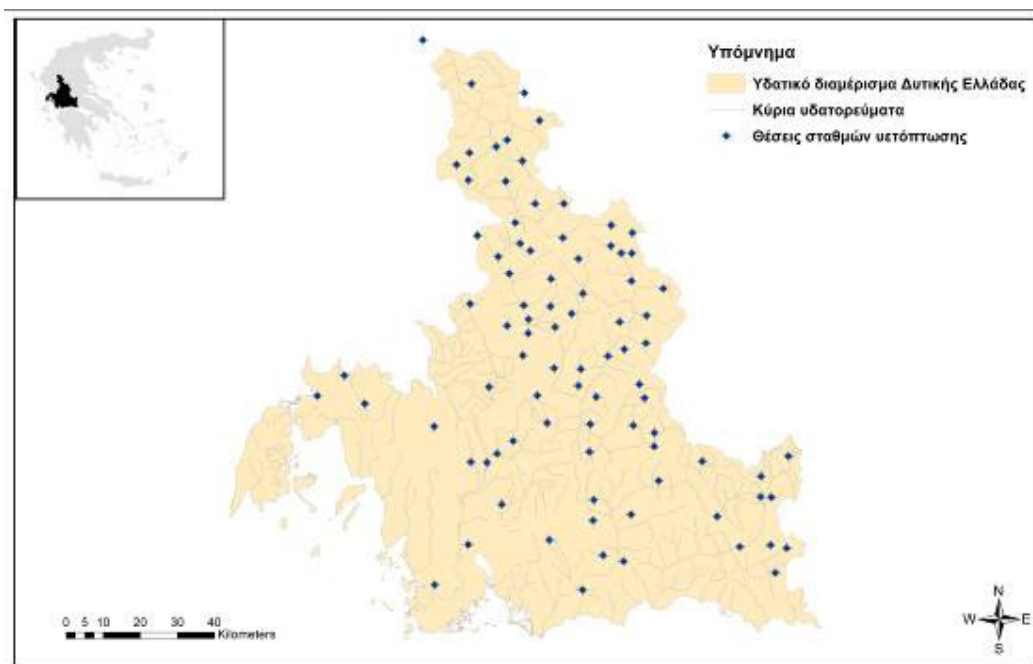 Υπόμνημα
Υδατικό διαμέρισμα Δυτικής Ελλάδας
Κύρια υδατορεύματα
Θέσεις σταθμών υετόπτωσης
0 5 10 20 30 40
Kilometers
N
W E
S